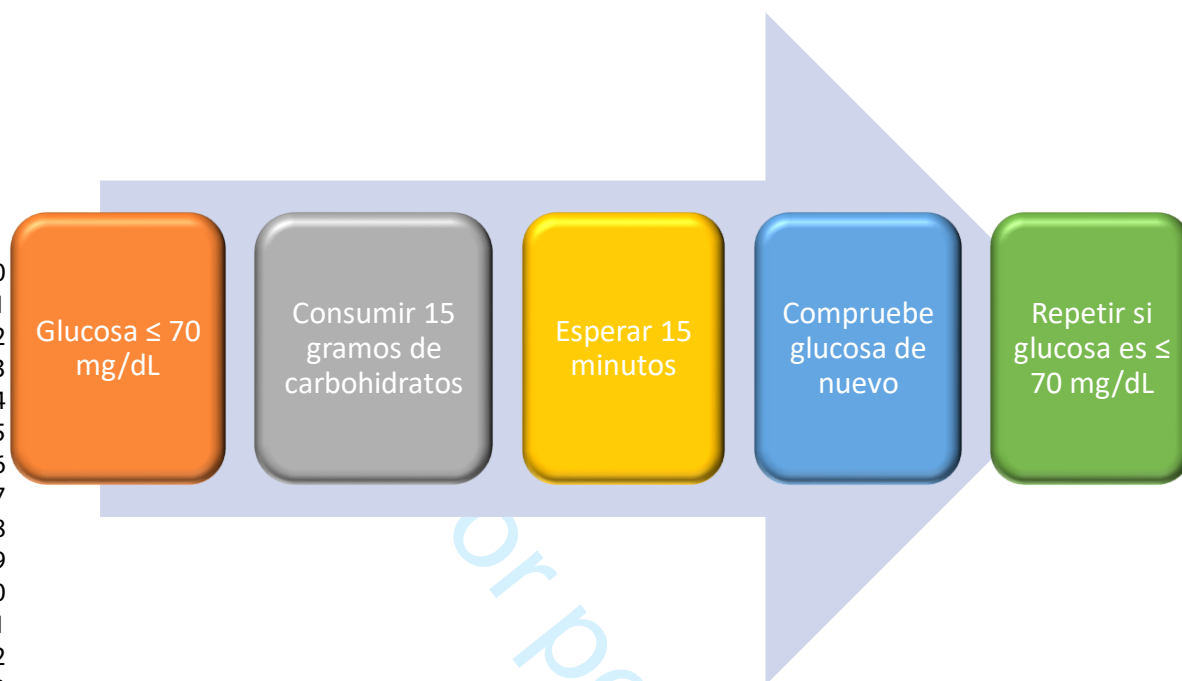 Glucosa ≤ 70
mg/dL
Consumir 15
gramos de
carbohidratos
Esperar 15
minutos
Compruebe
glucosa de
nuevo
Repetir si
glucosa es ≤
70 mg/dL